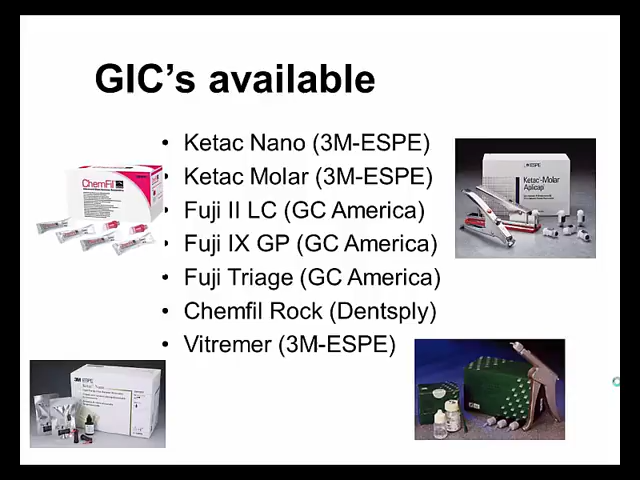 GIC's available
• Ketac Nano (3M-ESPE)
• Ketac Molar (3M-ESPE)
• Fuji II LC (GC America)
• Fuji IX GP (GC America)
• Fuji Triage (GC America)
• Chemfil Rock (Dentsply)
• Vitremer (3M-ESPE)
ChemFil
ESPE
Ketac-Molar
Aplicap
3M ESPE